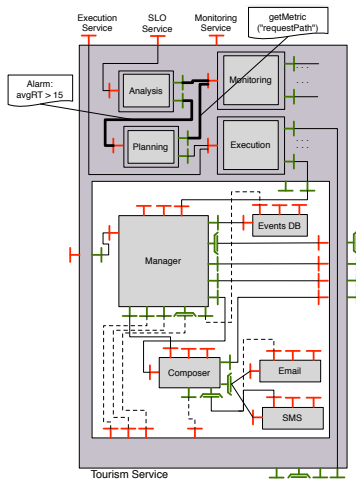 Execution
Service
SLO
Service
Monitoring
Service
getMetric
("requestPath")
Alarm:
avgRT > 15
Analysis
Monitoring
. . .
. . .
Planning
Execution
. . .
. . .
Events DB
Manager
Composer
Email
SMS
Tourism Service